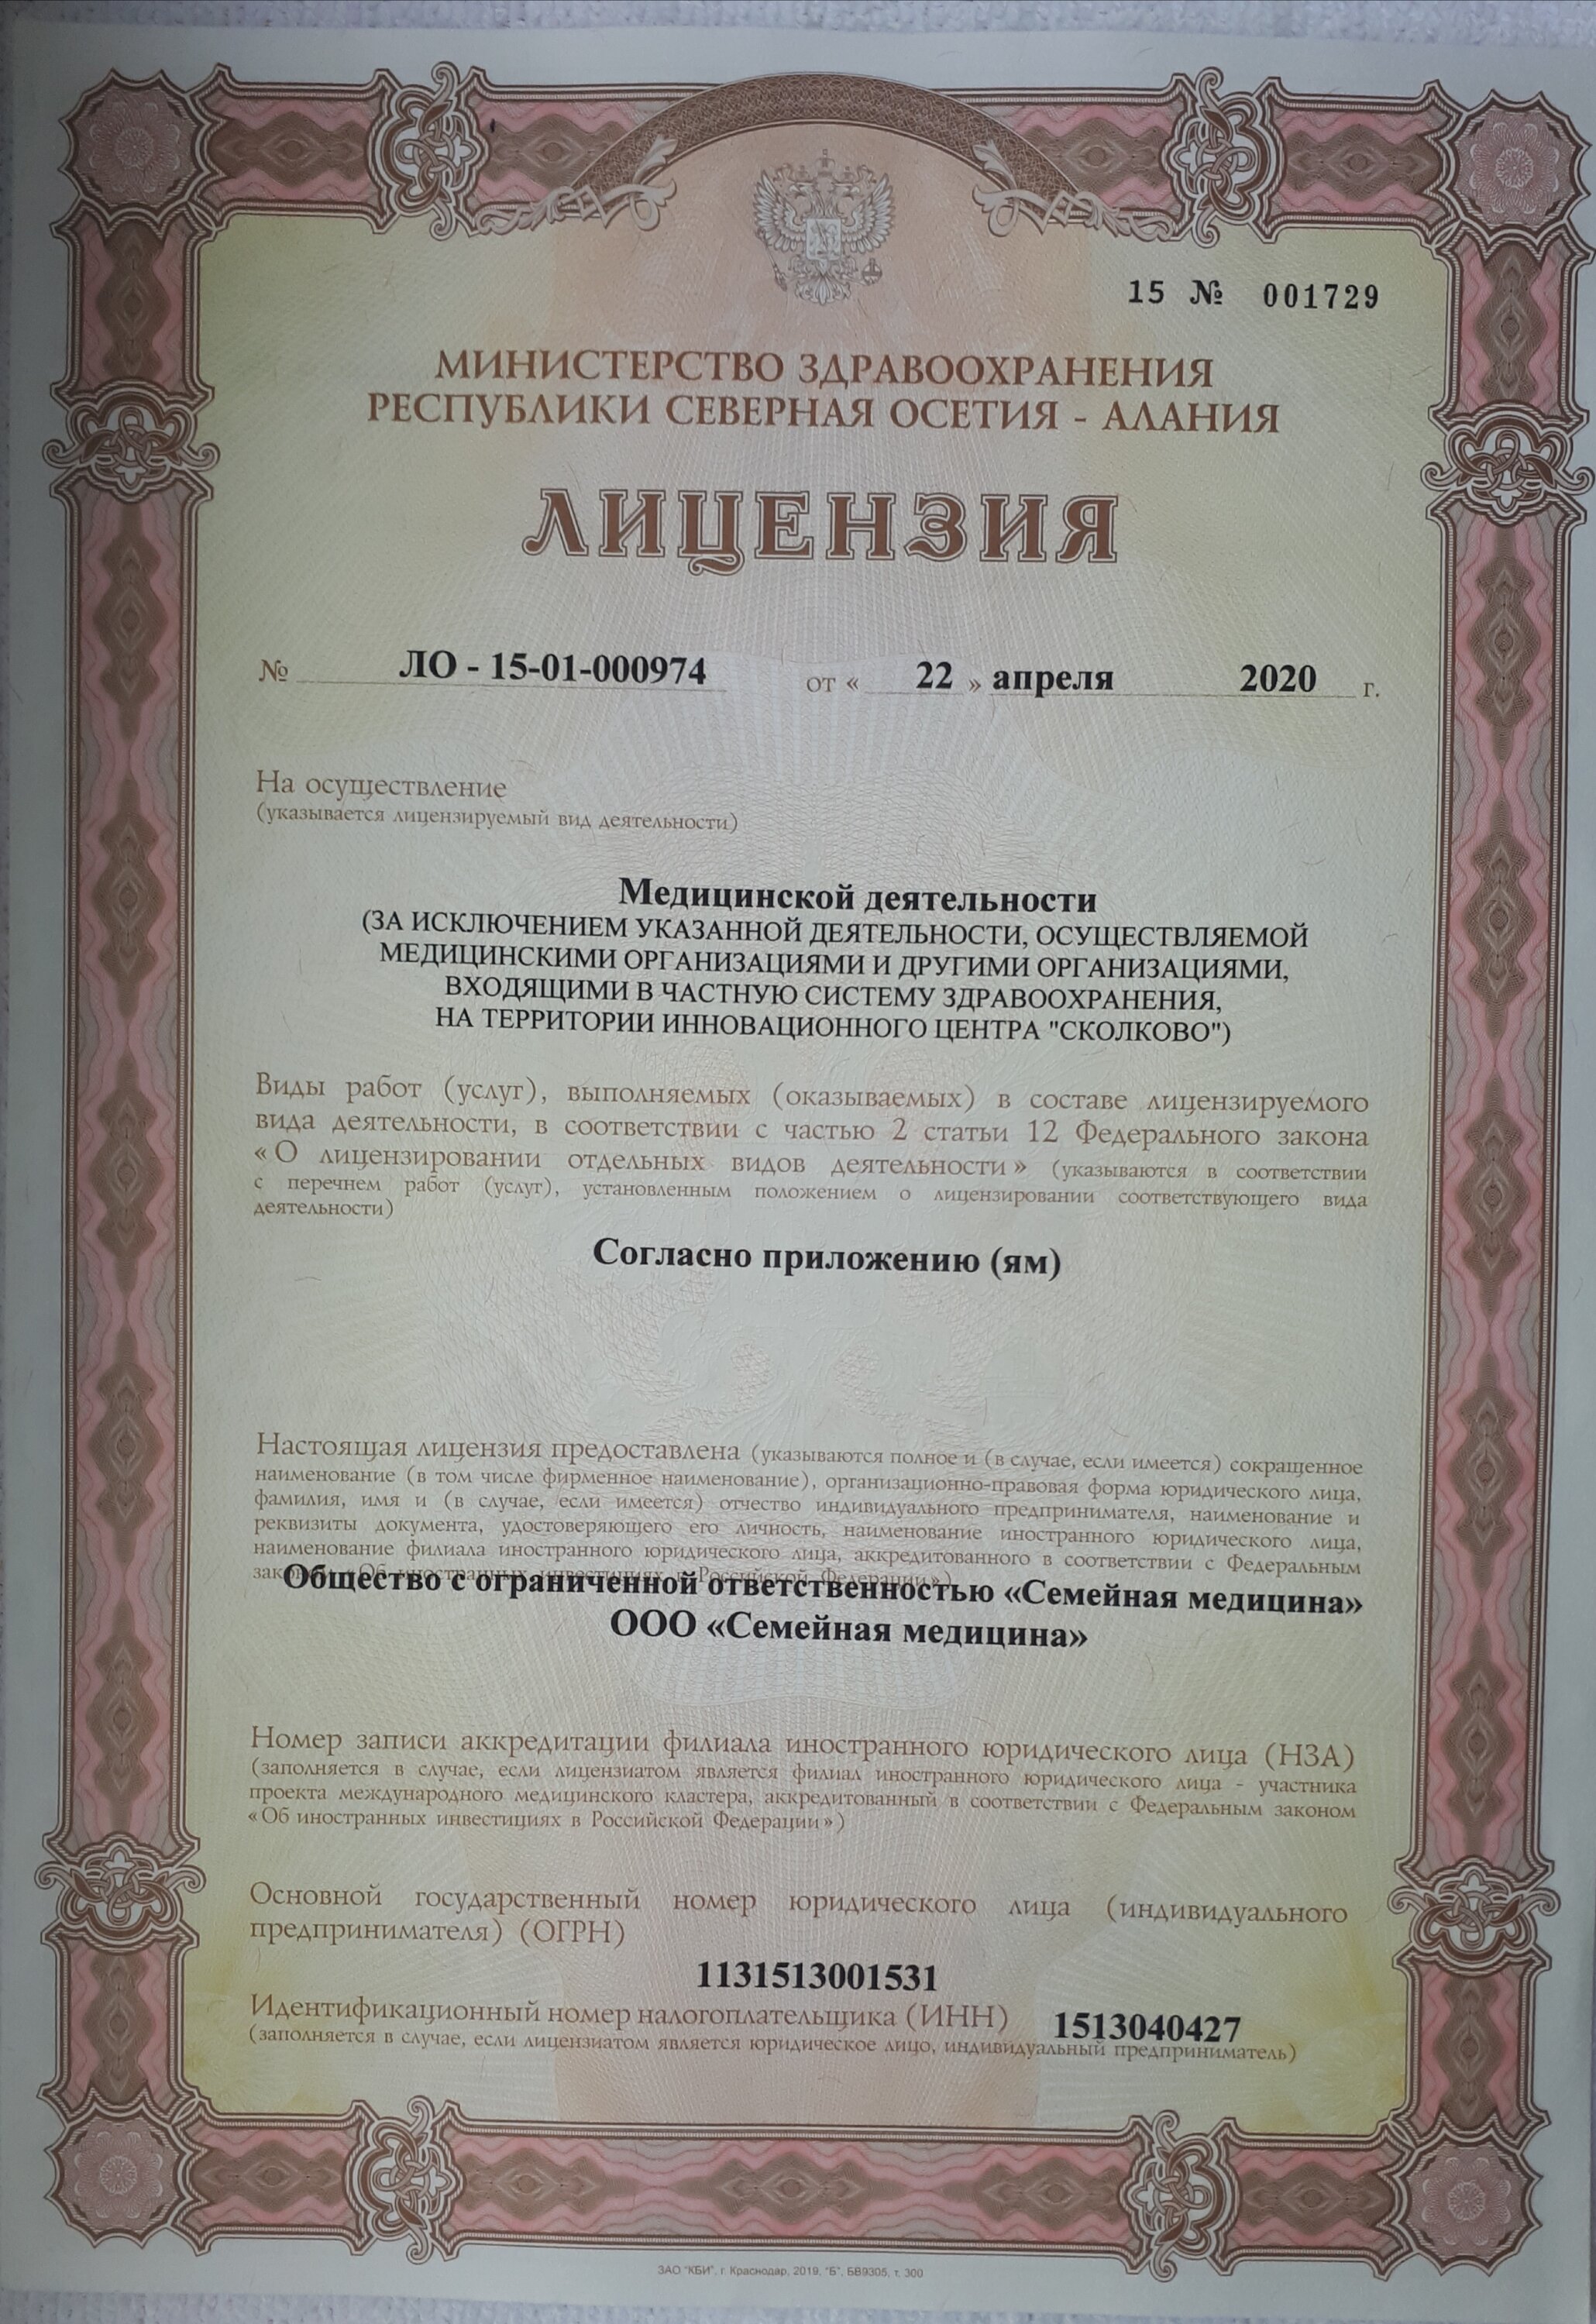 15 № 001729
МИНИСТЕРСТВО ЗДРАВООХРАНЕНИЯ
РЕСПУБЛИКИ СЕВЕРНАЯ ОСЕТИЯ - АЛАНИЯ
ЛИЦЕНЗИЯ
№ ЛО - 15-01-000974 от « 22 » апреля 2020 г.
На осуществление
(указывается лицензируемый вид деятельности)
Медицинской деятельности
(ЗА ИСКЛЮЧЕНИЕМ УКАЗАННОЙ ДЕЯТЕЛЬНОСТИ, ОСУЩЕСТВЛЯЕМОЙ
МЕДИЦИНСКИМИ ОРГАНИЗАЦИЯМИ И ДРУГИМИ ОРГАНИЗАЦИЯМИ,
ВХОДЯЩИМИ В ЧАСТНУЮ СИСТЕМУ ЗДРАВООХРАНЕНИЯ,
НА ТЕРРИТОРИИ ИННОВАЦИОННОГО ЦЕНТРА "СКОЛКОВО")
Виды работ (услуг), выполняемых (оказываемых) в составе лицензируемого
вида деятельности, в соответствии с частью 2 статьи 12 Федерального закона
«О лицензировании отдельных видов деятельности» (указываются в соответствии
с перечнем работ (услуг), установленным положением о лицензировании соответствующего вида
деятельности)
Согласно приложению (ям)
Настоящая лицензия предоставлена (указываются полное и (в случае, если имеется) сокращенное
наименование (в том числе фирменное наименование), организационно-правовая форма юридического лица,
фамилия, имя и (в случае, если имеется) отчество индивидуального предпринимателя, наименование и
реквизиты документа, удостоверяющего его личность, наименование иностранного юридического лица,
наименование филиала иностранного юридического лица, аккредитованного в соответствии с Федеральным
законом «Об иностранных инвестициях в Российской Федерации»)
Общество с ограниченной ответственностью «Семейная медицина»
ООО «Семейная медицина»
Номер записи аккредитации филиала иностранного юридического лица (НЗА)
(заполняется в случае, если лицензиатом является филиал иностранного юридического лица - участника
проекта международного медицинского кластера, аккредитованный в соответствии с Федеральным законом
«Об иностранных инвестициях в Российской Федерации»)
Основной государственный номер юридического лица (индивидуального
предпринимателя) (ОГРН)
1131513001531
Идентификационный номер налогоплательщика (ИНН) 1513040427
(заполняется в случае, если лицензиатом является юридическое лицо, индивидуальный предприниматель)
ЗАО "КБИ", г. Краснодар, 2019, "Б", БВ9305, т. 300